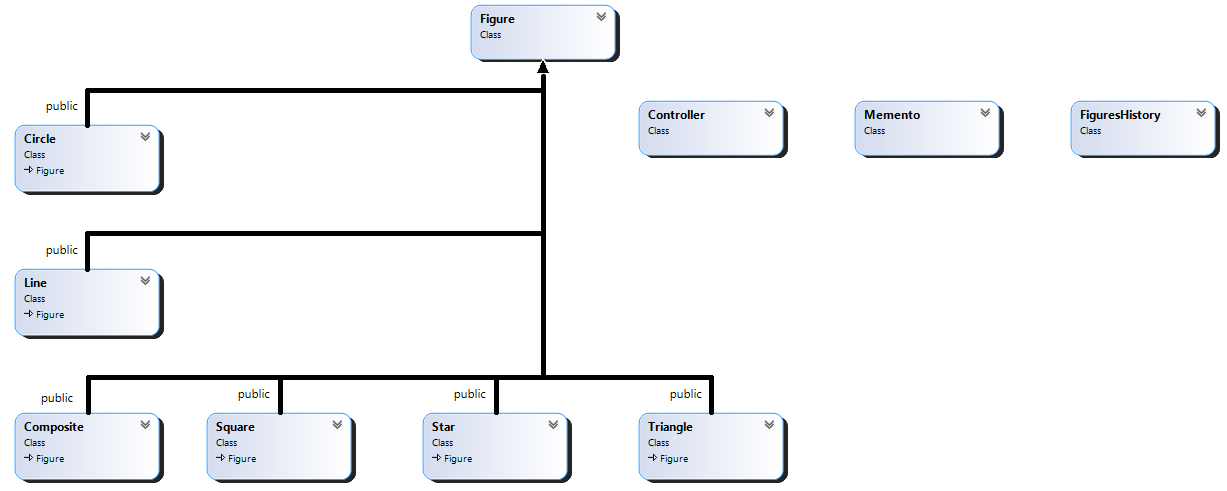 Figure
Class
public
Circle
Class
Figure
Controller
Class
Memento
Class
FiguresHistory
Class
public
Line
Class
Figure
public
public
public
public
Composite
Class
Figure
Square
Class
Figure
Star
Class
Figure
Triangle
Class
Figure